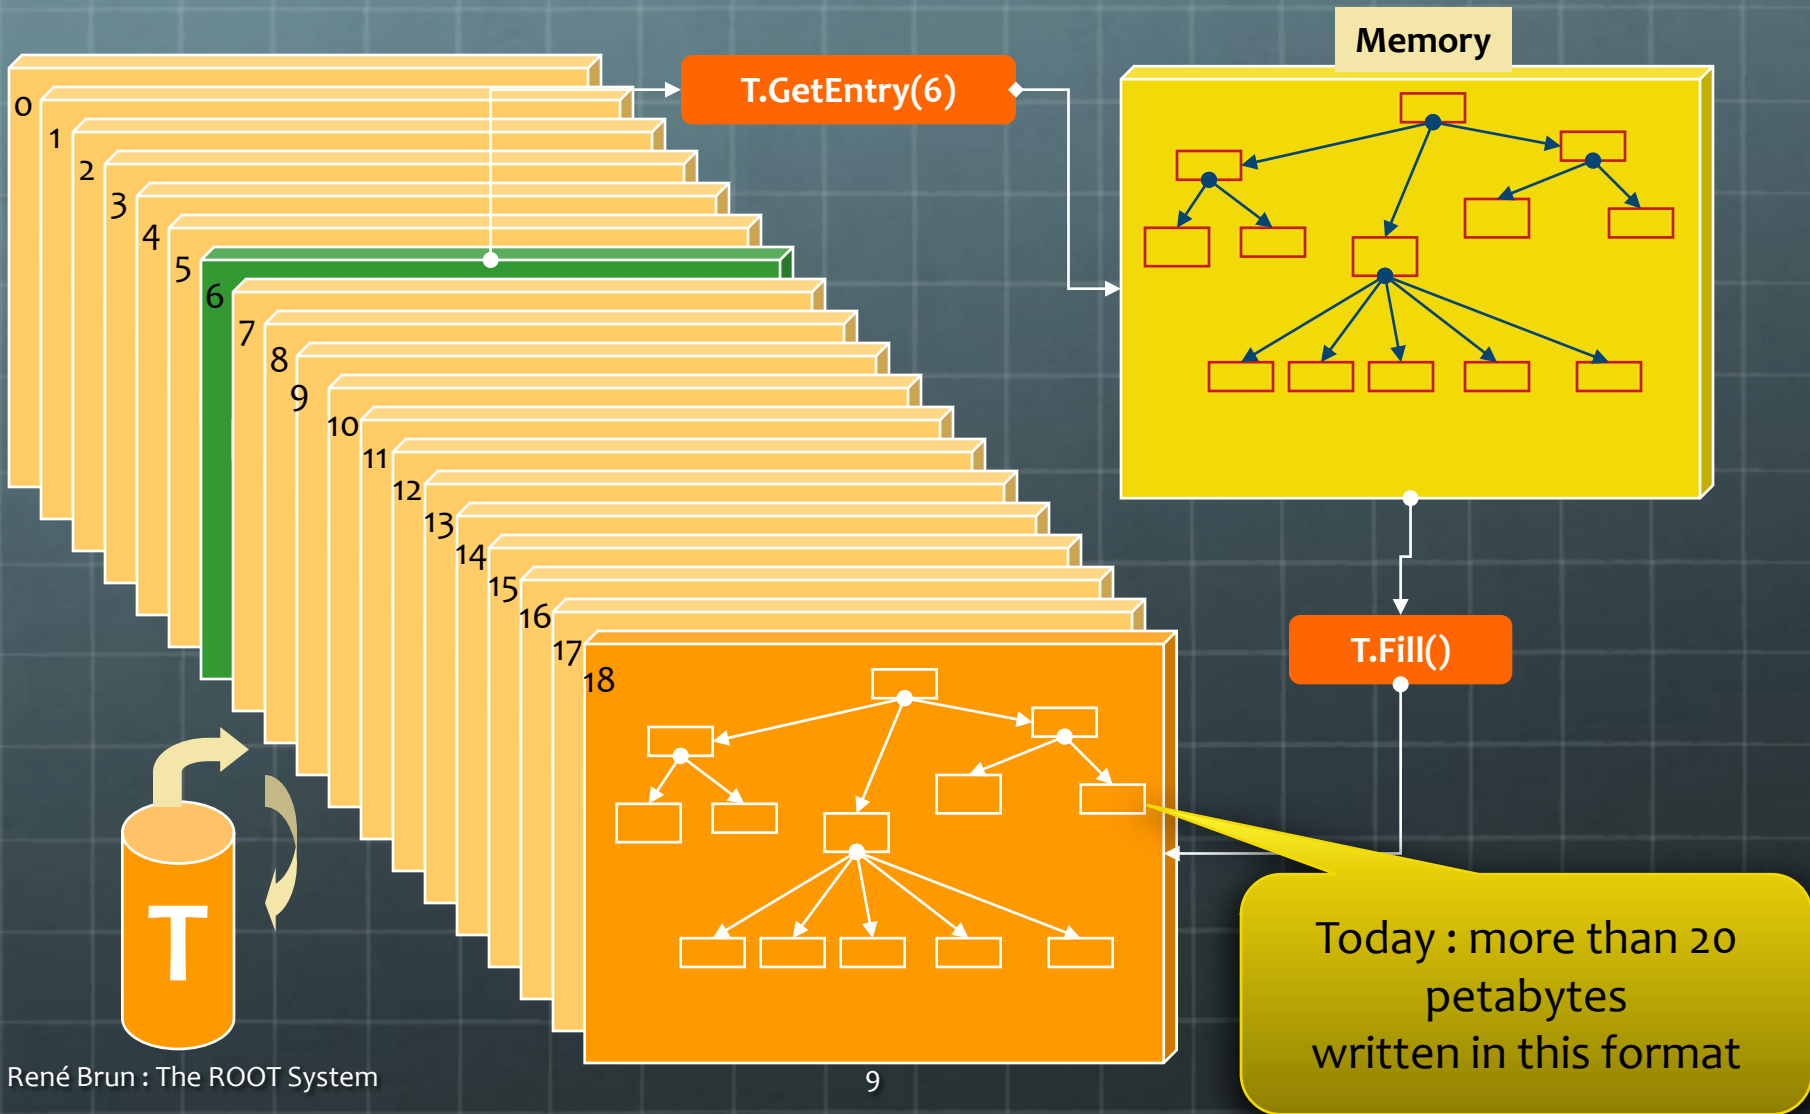 Memory
T.GetEntry(6)
0
1
2
3
4
5
6
7
8
9
10
11
12
13
14
15
16
17
18
T.Fill()
T
Today : more than 20
petabytes
written in this format
René Brun : The ROOT System
9